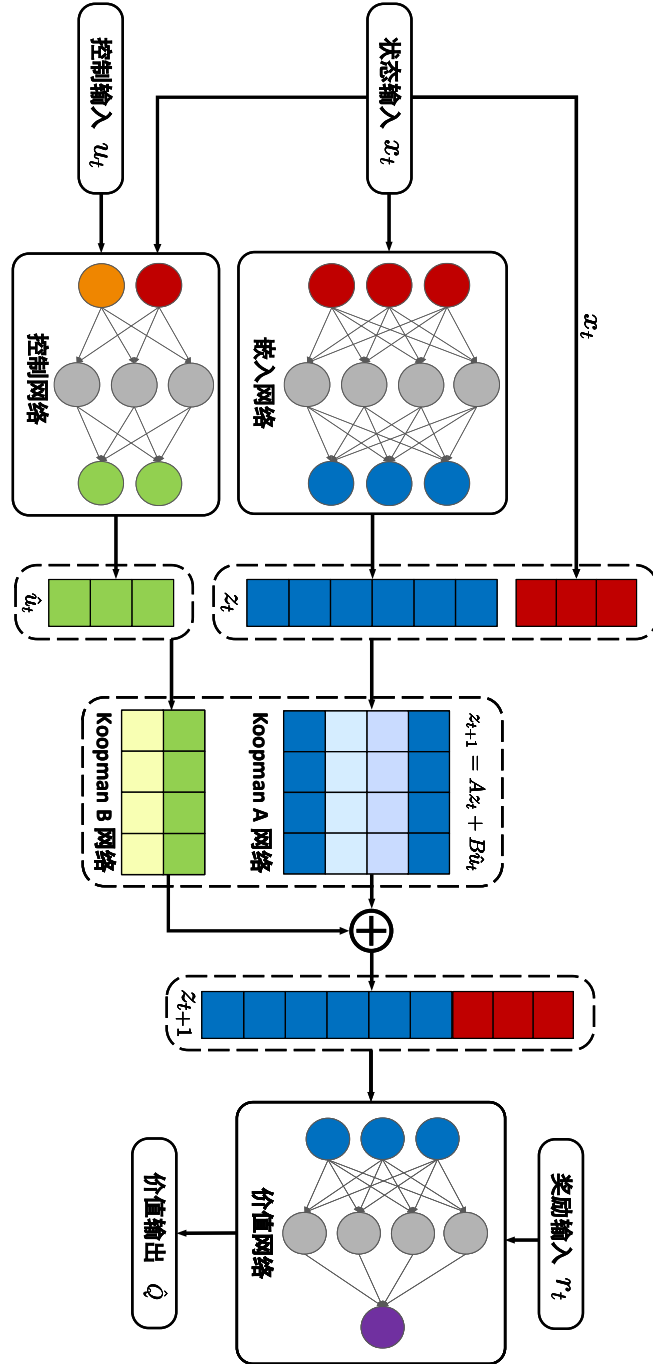 x_t
状态输入 x_t
控制输入 u_t
嵌入网络
控制网络
z_t
û_t
z_{t+1} = Az_t + Bû_t
Koopman A 网络
Koopman B 网络
z_{t+1}
奖励输入 r_t
价值网络
价值输出 Q̂